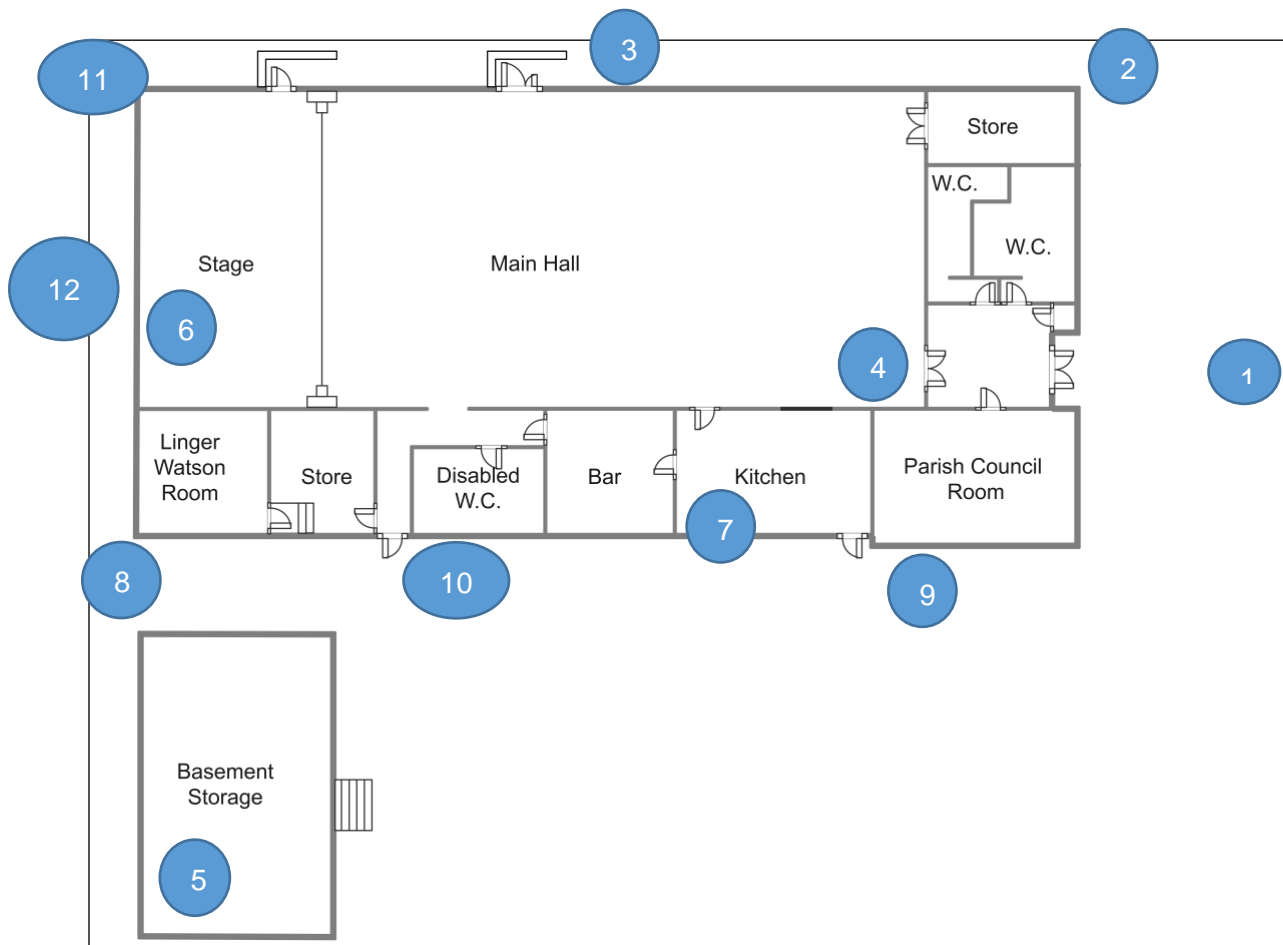 3
2
11
Store
W.C.
W.C.
Stage
Main Hall
12
6
4
1
Linger
Watson
Room
Store
Disabled
W.C.
Bar
Kitchen
Parish Council
Room
7
8
10
9
Basement
Storage
5